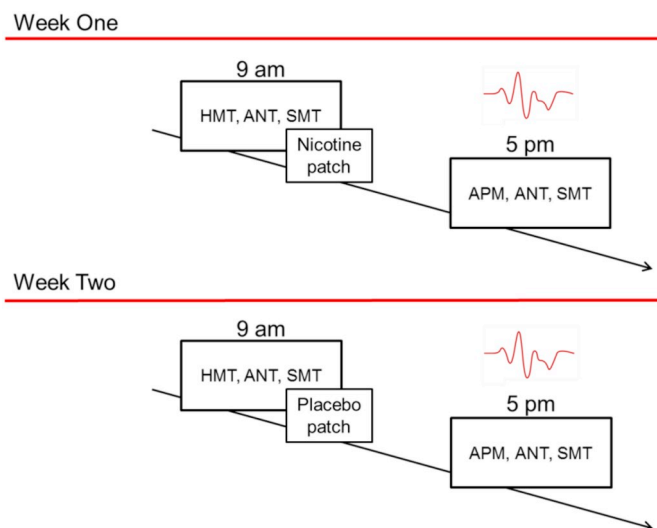 Week One
9 am
HMT, ANT, SMT
Nicotine
patch
5 pm
APM, ANT, SMT
Week Two
9 am
HMT, ANT, SMT
Placebo
patch
5 pm
APM, ANT, SMT